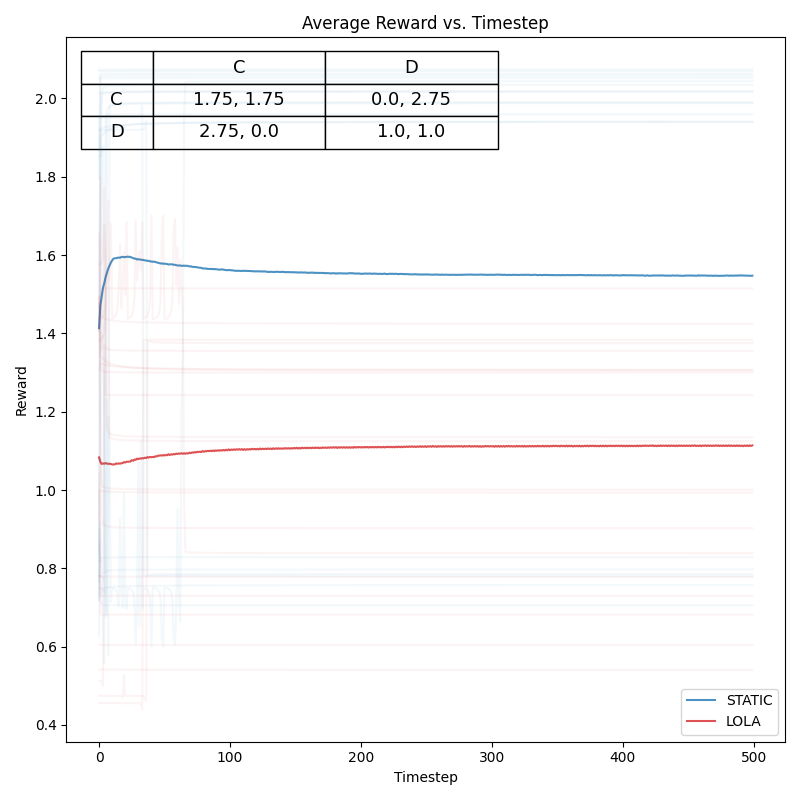 Average Reward vs. Timestep
C D
C 1.75, 1.75 0.0, 2.75
D 2.75, 0.0 1.0, 1.0
2.0
1.8
1.6
1.4
1.2
1.0
0.8
0.6
0.4
Reward
STATIC
LOLA
0 100 200 300 400 500
Timestep